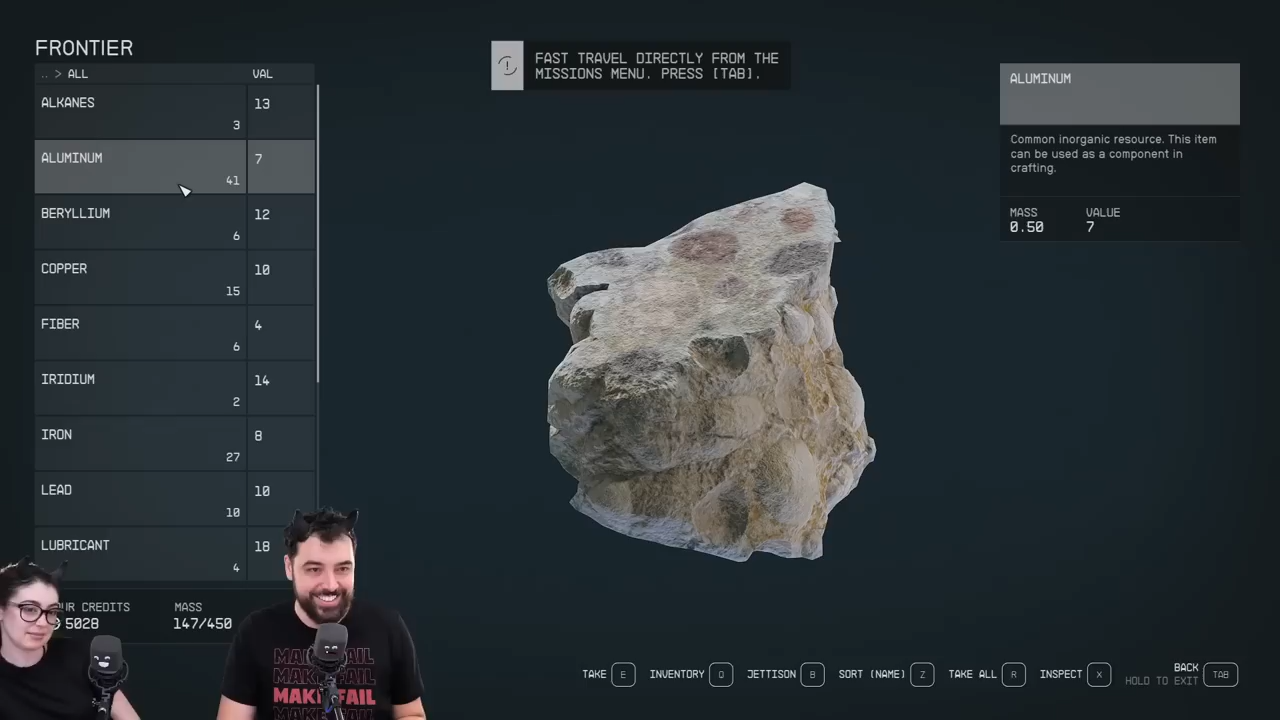 FRONTIER
.. > ALL VAL
ALKANES 13
3
ALUMINUM 7
41
BERYLLIUM 12
6
COPPER 10
15
FIBER 4
6
IRIDIUM 14
2
IRON 8
27
LEAD 10
10
LUBRICANT 18
4
UR CREDITS MASS
5028 147/450
FAST TRAVEL DIRECTLY FROM THE
MISSIONS MENU. PRESS [TAB].
ALUMINUM
Common inorganic resource. This item
can be used as a component in
crafting.
MASS VALUE
0.50 7
MAKE FAIL
TAKE E INVENTORY Q JETTISON B SORT (NAME) Z TAKE ALL R INSPECT X BACK TAB
HOLD TO EXIT